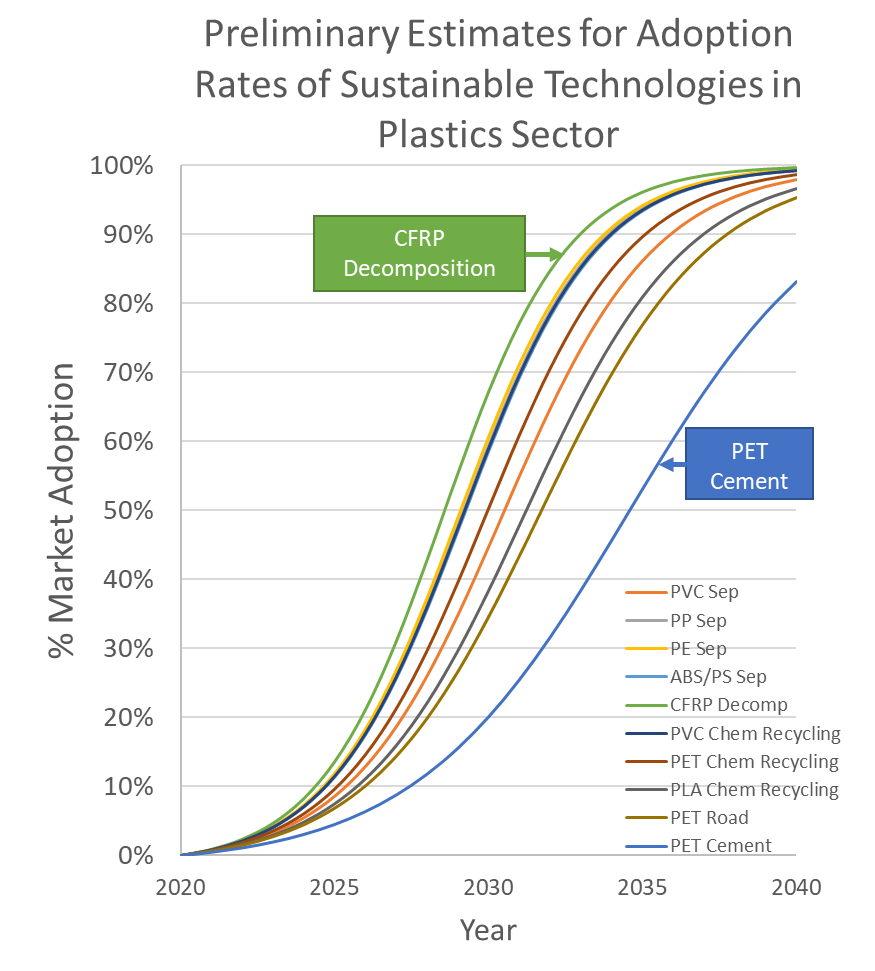 Preliminary Estimates for Adoption
Rates of Sustainable Technologies in
Plastics Sector
100%
90%
80%
70%
60%
50%
40%
30%
20%
10%
0%
% Market Adoption
CFRP
Decomposition
PET
Cement
PVC Sep
PP Sep
PE Sep
ABS/PS Sep
CFRP Decomp
PVC Chem Recycling
PET Chem Recycling
PLA Chem Recycling
PET Road
PET Cement
2020 2025 2030 2035 2040
Year